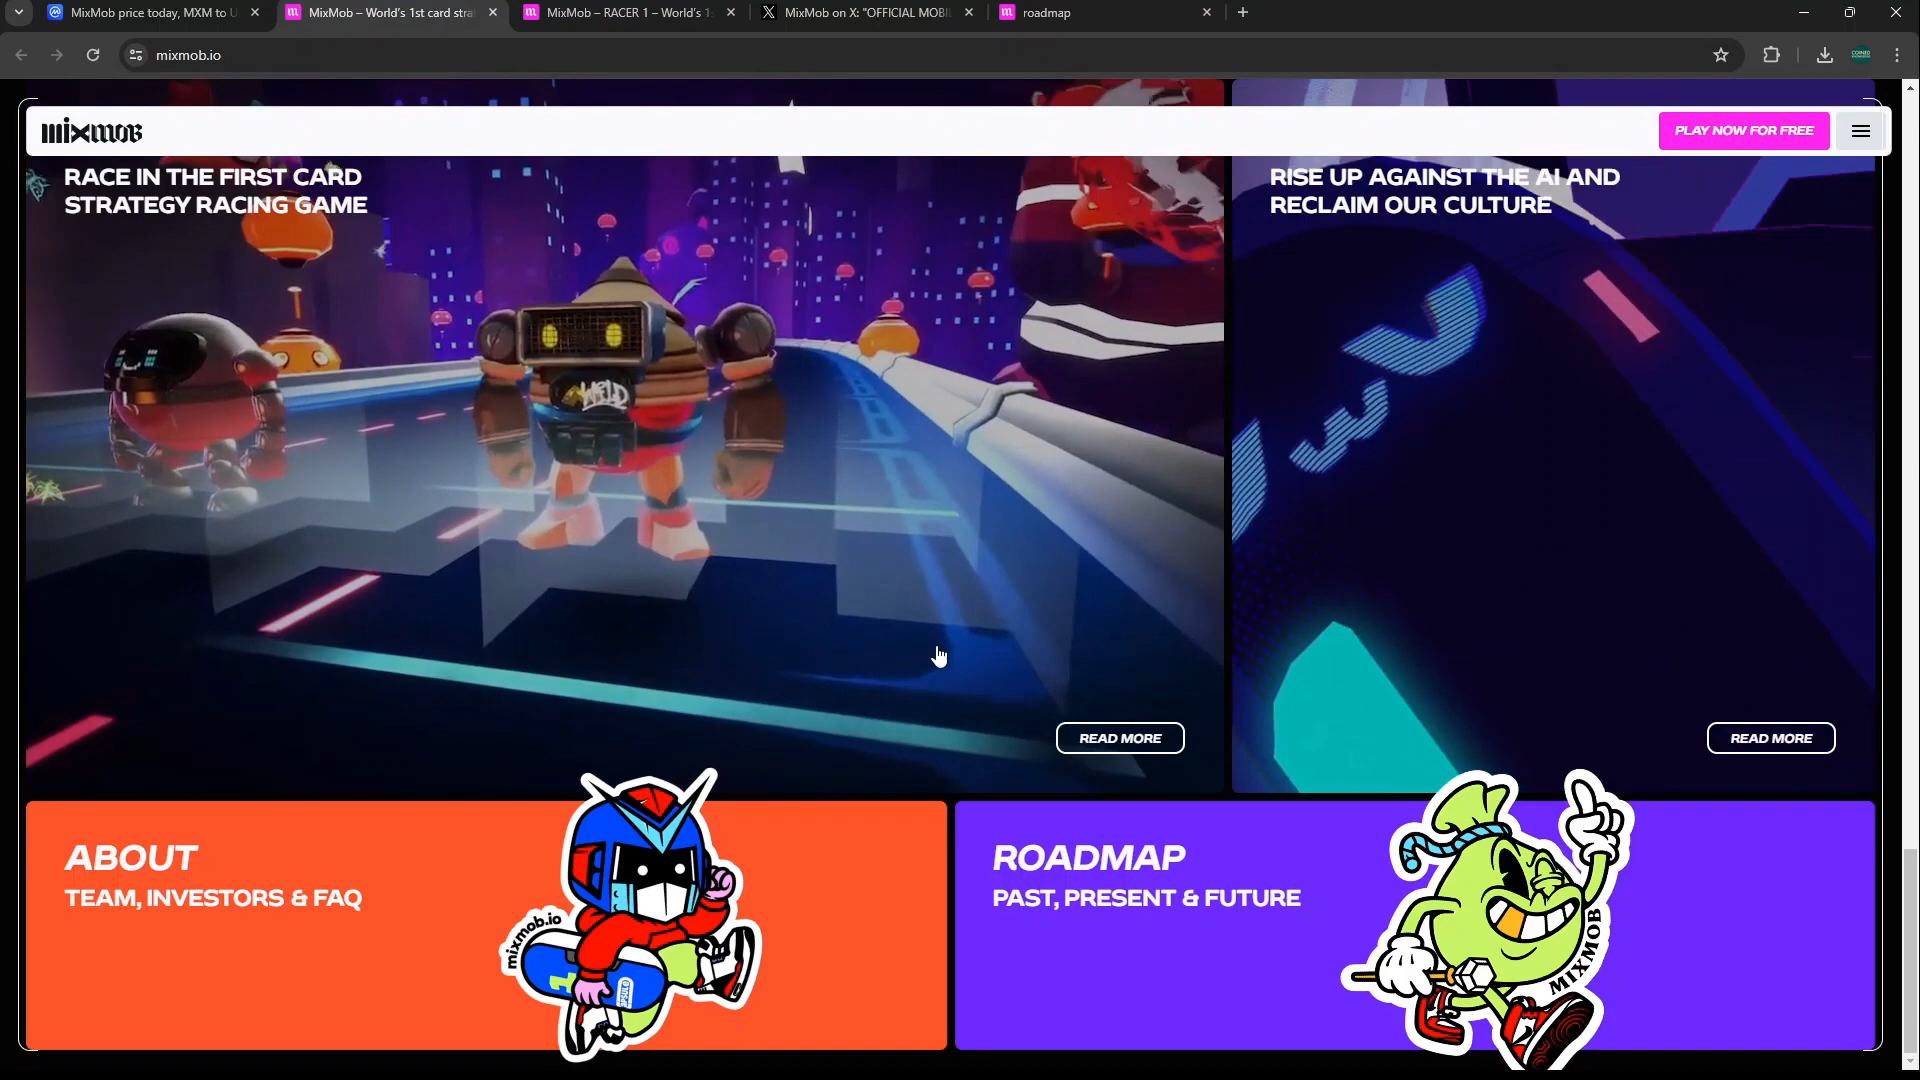 MixMob price today, MXM to U
MixMob – World's 1st card stra
MixMob – RACER 1 – World's 1
MixMob on X: "OFFICIAL MOBI
roadmap
mixmob.io
mixmob
PLAY NOW FOR FREE
RACE IN THE FIRST CARD
STRATEGY RACING GAME
RISE UP AGAINST THE AI AND
RECLAIM OUR CULTURE
WRLD
READ MORE
READ MORE
ABOUT
TEAM, INVESTORS & FAQ
mixmob.io
ROADMAP
PAST, PRESENT & FUTURE
MIXMOB